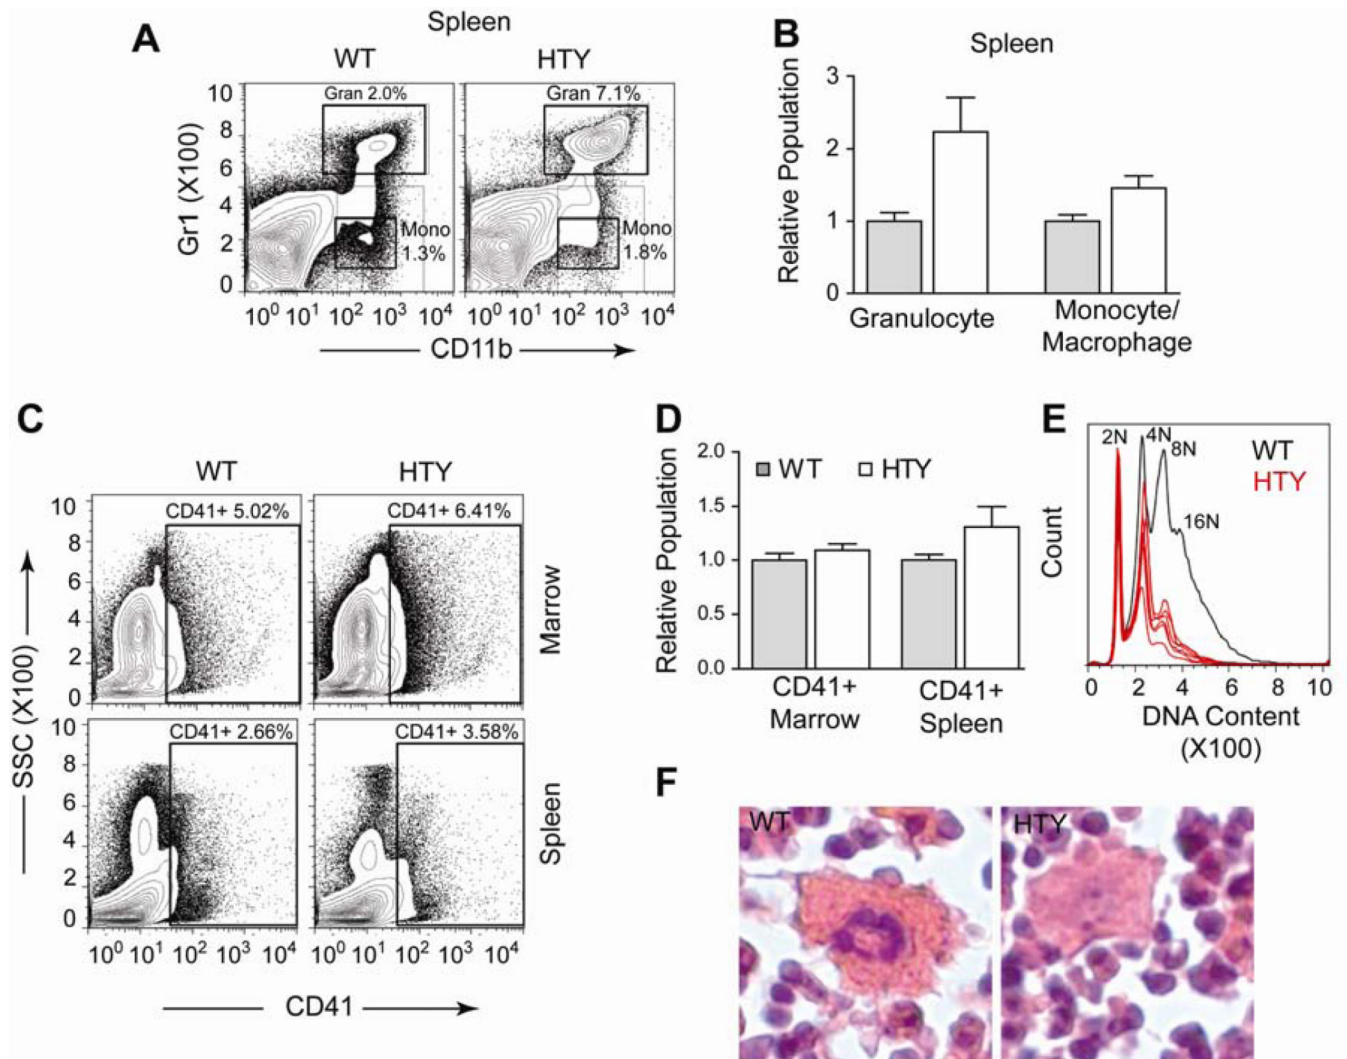 A
Spleen
WT
HTY
Gran 2.0%
Gran 7.1%
Mono
1.3%
Mono
1.8%
Gr1 (X100)
10
8
6
4
2
0
10⁰ 10¹ 10² 10³ 10⁴
10⁰ 10¹ 10² 10³ 10⁴
CD11b
B
Spleen
Relative Population
3
2
1
0
Granulocyte
Monocyte/
Macrophage
C
WT
HTY
CD41+ 5.02%
CD41+ 6.41%
Marrow
10
8
6
4
2
0
SSC (X100)
CD41+ 2.66%
CD41+ 3.58%
Spleen
10
8
6
4
2
0
10⁰ 10¹ 10² 10³ 10⁴
10⁰ 10¹ 10² 10³ 10⁴
CD41
D
WT HTY
Relative Population
2.0
1.5
1.0
0.5
0.0
CD41+
Marrow
CD41+
Spleen
E
2N
4N
8N
16N
WT
HTY
Count
0 2 4 6 8 10
DNA Content
(X100)
F
WT
HTY